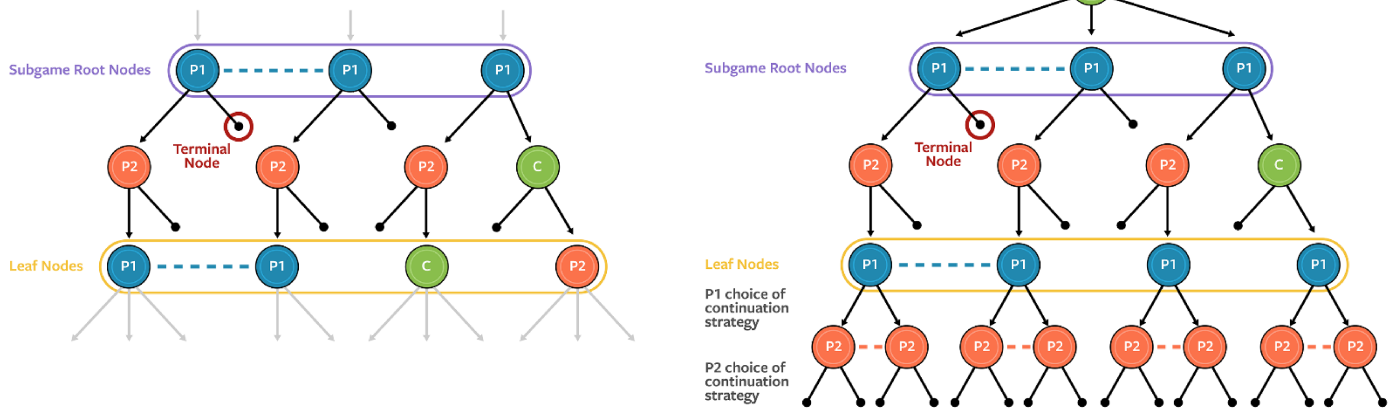 Subgame Root Nodes
P1
P1
P1
Terminal
Node
P2
P2
P2
C
Leaf Nodes
P1
P1
C
P2
Subgame Root Nodes
P1
P1
P1
Terminal
Node
P2
P2
P2
C
Leaf Nodes
P1
P1
P1
P1
P1 choice of
continuation
strategy
P2
P2
P2
P2
P2
P2
P2
P2
P2 choice of
continuation
strategy